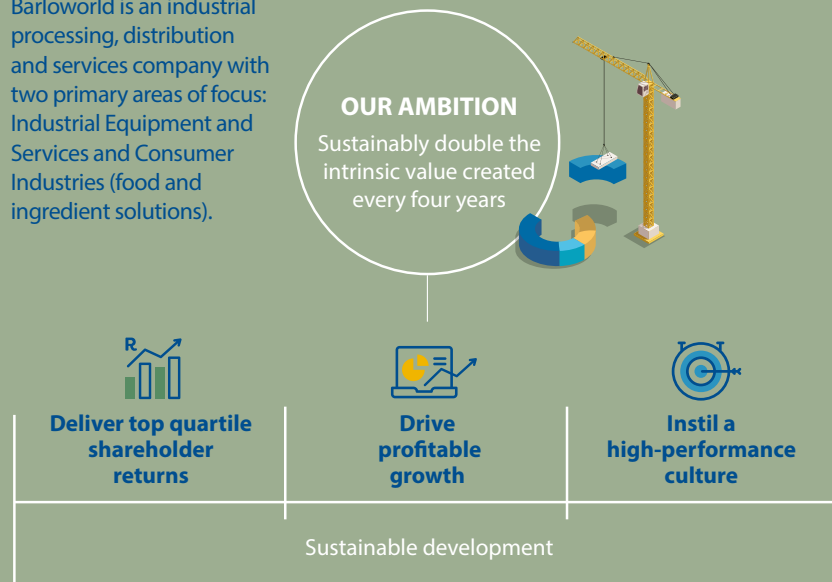 Barloworld is an industrial
processing, distribution
and services company with
two primary areas of focus:
Industrial Equipment and
Services and Consumer
Industries (food and
ingredient solutions).
OUR AMBITION
Sustainably double the
intrinsic value created
every four years
R
Deliver top quartile
shareholder
returns
Drive
profitable
growth
Instil a
high-performance
culture
Sustainable development